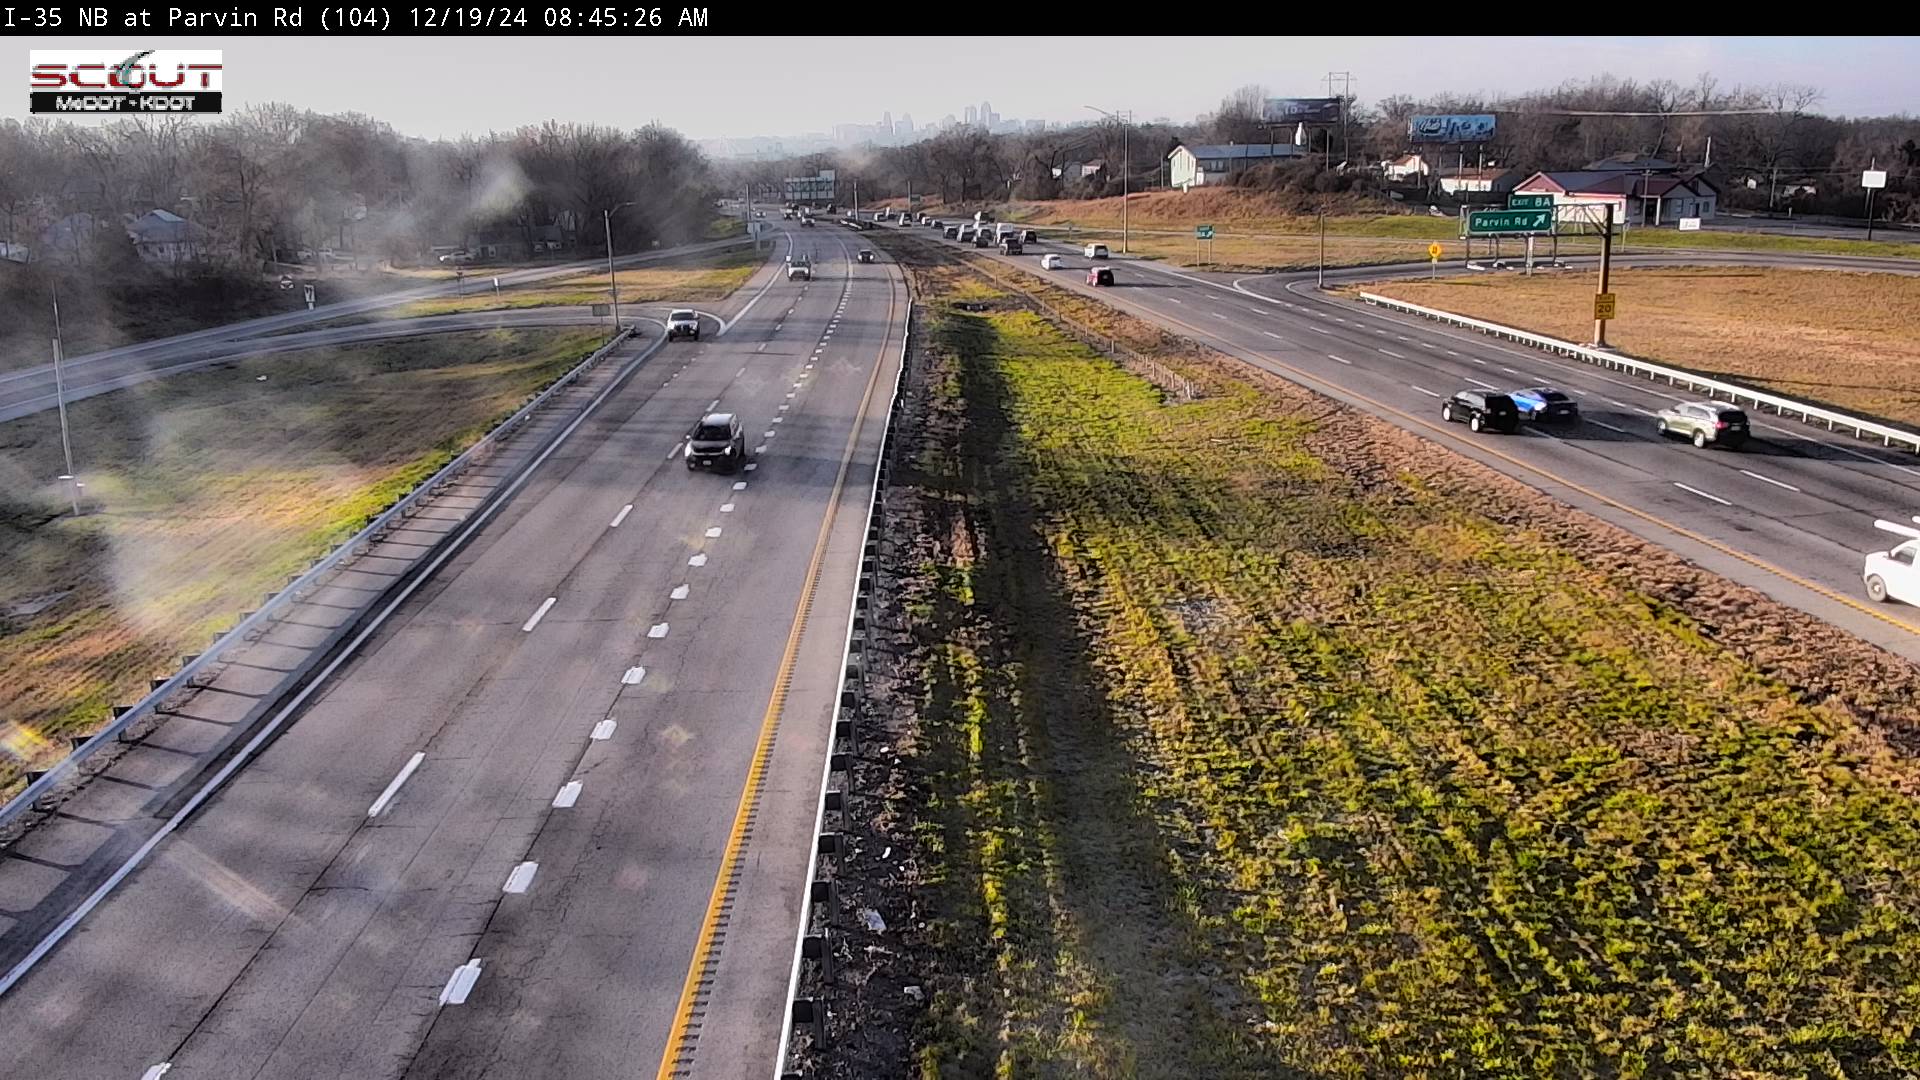 I-35 NB at Parvin Rd (104) 12/19/24 08:45:26 AM
SCOUT
MoDOT - KDOT
EXIT 8A
Parvin Rd
20